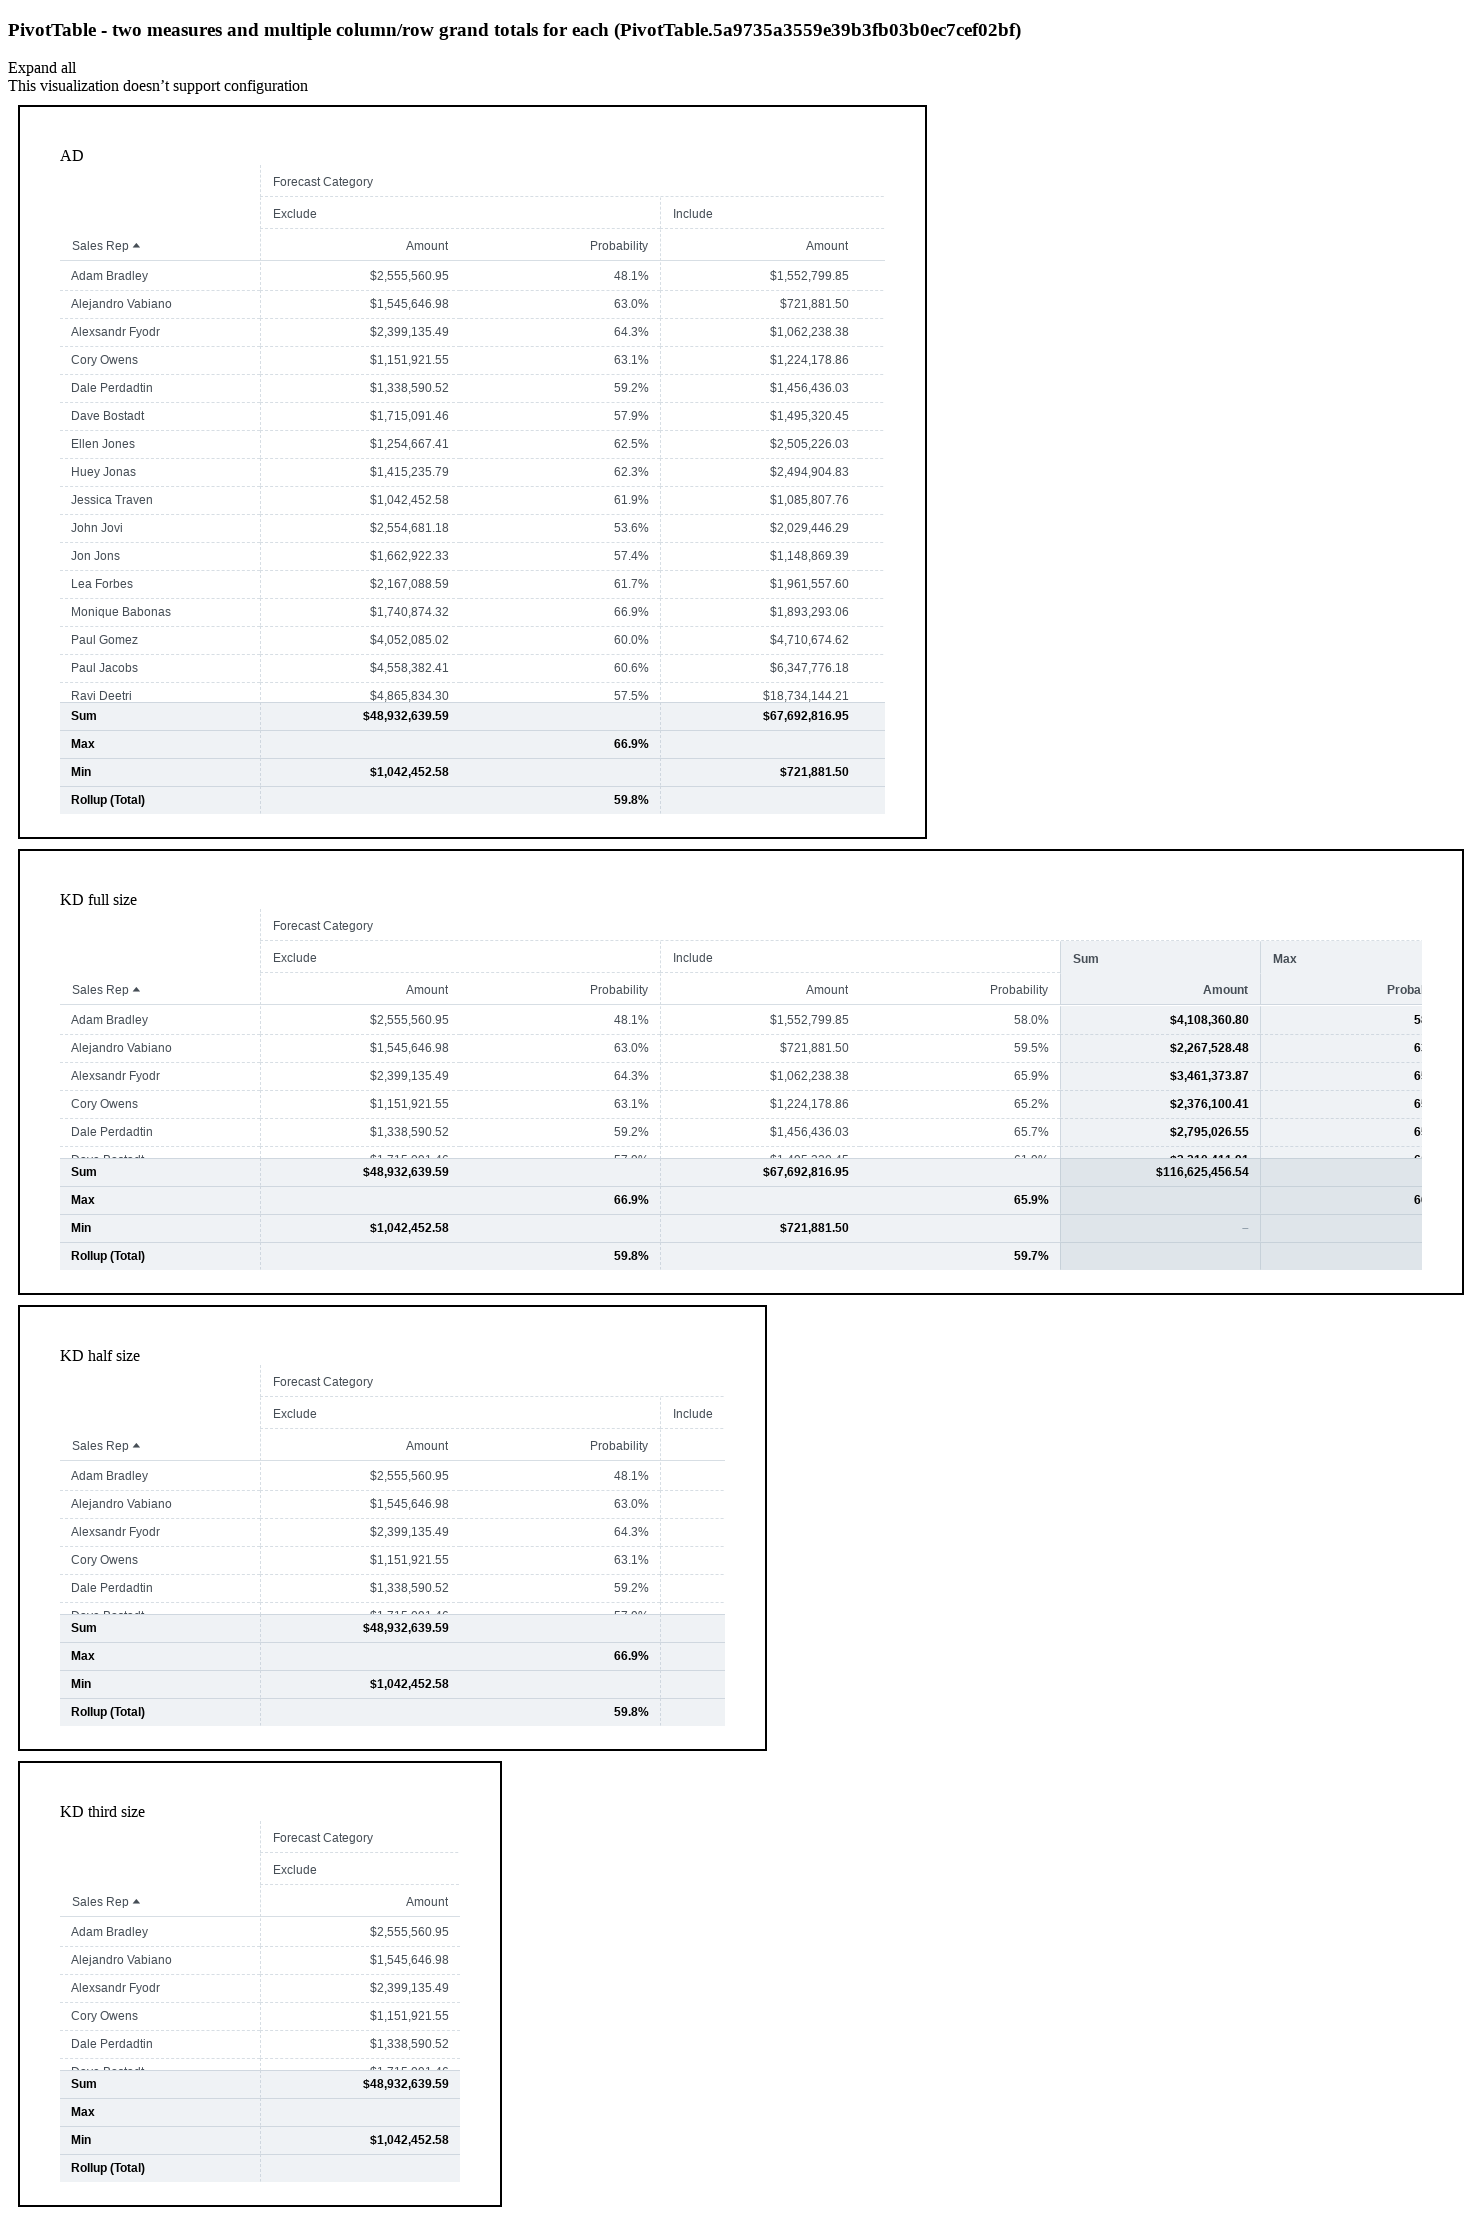 PivotTable - two measures and multiple column/row grand totals for each (PivotTable.5a9735a3559e39b3fb03b0ec7cef02bf)
Expand all
This visualization doesn’t support configuration
AD
Forecast Category
Exclude Include
Sales Rep Amount Probability Amount
Adam Bradley $2,555,560.95 48.1% $1,552,799.85
Alejandro Vabiano $1,545,646.98 63.0% $721,881.50
Alexsandr Fyodr $2,399,135.49 64.3% $1,062,238.38
Cory Owens $1,151,921.55 63.1% $1,224,178.86
Dale Perdadtin $1,338,590.52 59.2% $1,456,436.03
Dave Bostadt $1,715,091.46 57.9% $1,495,320.45
Ellen Jones $1,254,667.41 62.5% $2,505,226.03
Huey Jonas $1,415,235.79 62.3% $2,494,904.83
Jessica Traven $1,042,452.58 61.9% $1,085,807.76
John Jovi $2,554,681.18 53.6% $2,029,446.29
Jon Jons $1,662,922.33 57.4% $1,148,869.39
Lea Forbes $2,167,088.59 61.7% $1,961,557.60
Monique Babonas $1,740,874.32 66.9% $1,893,293.06
Paul Gomez $4,052,085.02 60.0% $4,710,674.62
Paul Jacobs $4,558,382.41 60.6% $6,347,776.18
Ravi Deetri $4,865,834.30 57.5% $18,734,144.21
Sum $48,932,639.59 $67,692,816.95
Max 66.9%
Min $1,042,452.58 $721,881.50
Rollup (Total) 59.8%
KD full size
Forecast Category
Exclude Include Sum Max
Sales Rep Amount Probability Amount Probability Amount
Adam Bradley $2,555,560.95 48.1% $1,552,799.85 58.0% $4,108,360.80
Alejandro Vabiano $1,545,646.98 63.0% $721,881.50 59.5% $2,267,528.48
Alexsandr Fyodr $2,399,135.49 64.3% $1,062,238.38 65.9% $3,461,373.87
Cory Owens $1,151,921.55 63.1% $1,224,178.86 65.2% $2,376,100.41
Dale Perdadtin $1,338,590.52 59.2% $1,456,436.03 65.7% $2,795,026.55
Sum $48,932,639.59 $67,692,816.95 $116,625,456.54
Max 66.9% 65.9%
Min $1,042,452.58 $721,881.50 –
Rollup (Total) 59.8% 59.7%
KD half size
Forecast Category
Exclude Include
Sales Rep Amount Probability
Adam Bradley $2,555,560.95 48.1%
Alejandro Vabiano $1,545,646.98 63.0%
Alexsandr Fyodr $2,399,135.49 64.3%
Cory Owens $1,151,921.55 63.1%
Dale Perdadtin $1,338,590.52 59.2%
Sum $48,932,639.59
Max 66.9%
Min $1,042,452.58
Rollup (Total) 59.8%
KD third size
Forecast Category
Exclude
Sales Rep Amount
Adam Bradley $2,555,560.95
Alejandro Vabiano $1,545,646.98
Alexsandr Fyodr $2,399,135.49
Cory Owens $1,151,921.55
Dale Perdadtin $1,338,590.52
Sum $48,932,639.59
Max
Min $1,042,452.58
Rollup (Total)